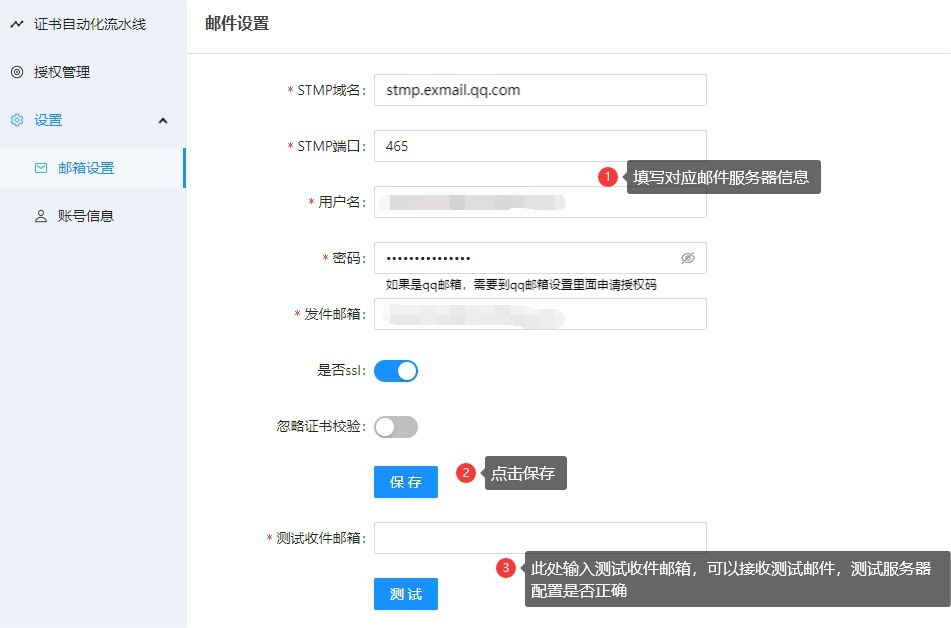 证书自动化流水线
授权管理
设置
邮箱设置
账号信息
邮件设置
* STMP域名：
stmp.exmail.qq.com
* STMP端口：
465
1 填写对应邮件服务器信息
* 用户名：
* 密码：
•••••••••••••••
如果是qq邮箱，需要到qq邮箱设置里面申请授权码
* 发件邮箱：
是否ssl：
忽略证书校验：
保 存
2 点击保存
* 测试收件邮箱：
3 此处输入测试收件邮箱，可以接收测试邮件，测试服务器
配置是否正确
测 试